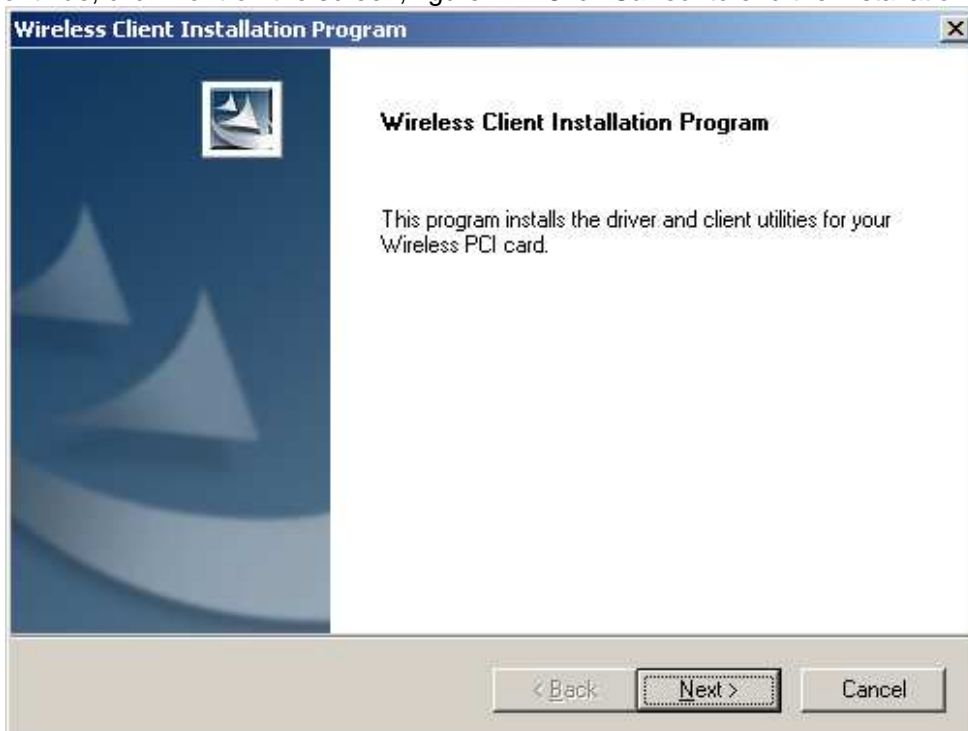 Wireless Client Installation Program
Wireless Client Installation Program
This program installs the driver and client utilities for your
Wireless PCI card.
< Back
Next >
Cancel